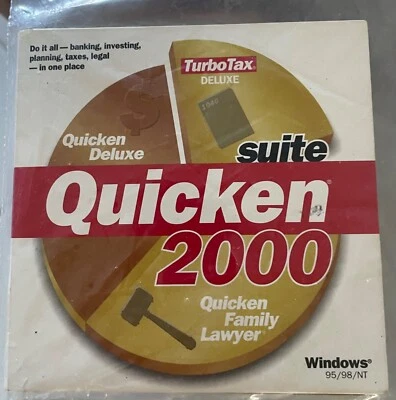 Do it all — banking, investing,
planning, taxes, legal
— in one place
TurboTax®
DELUXE
1040
Quicken
Deluxe
$
suite
Quicken®
2000
Quicken
Family
Lawyer®
Windows®
95/98/NT